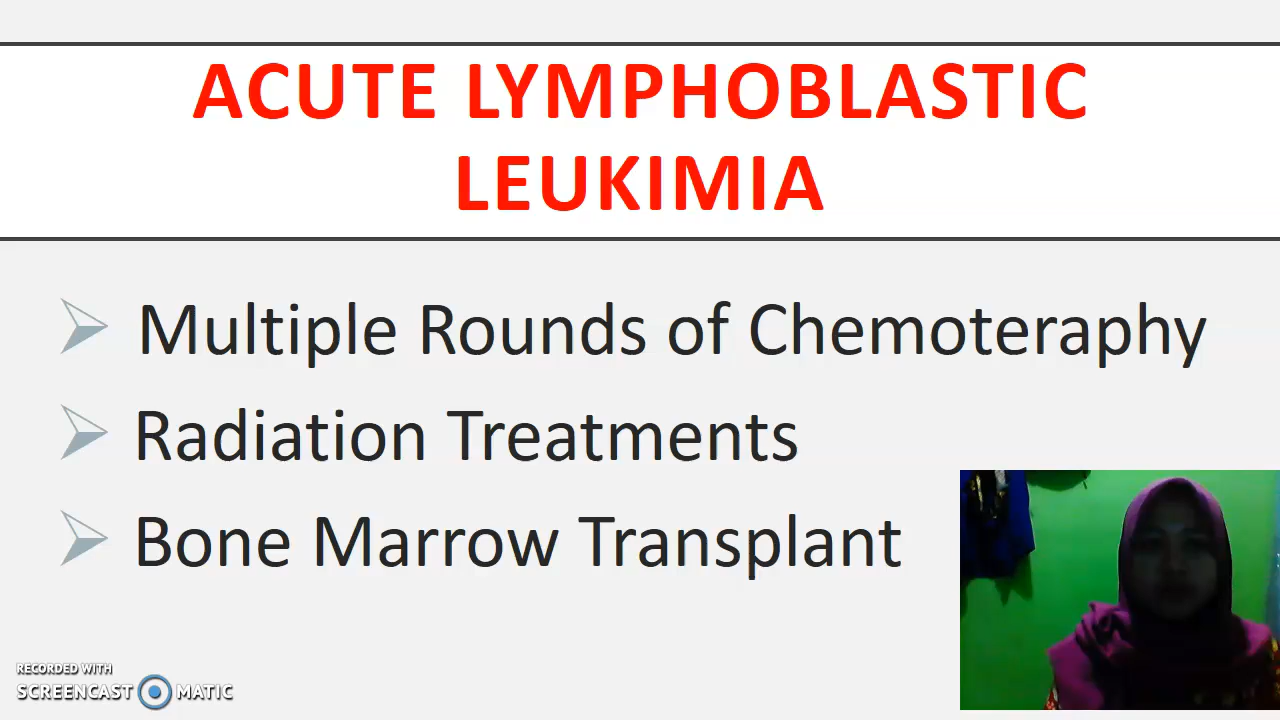 ACUTE LYMPHOBLASTIC
LEUKIMIA
Multiple Rounds of Chemoteraphy
Radiation Treatments
Bone Marrow Transplant
RECORDED WITH
SCREENCAST MATIC